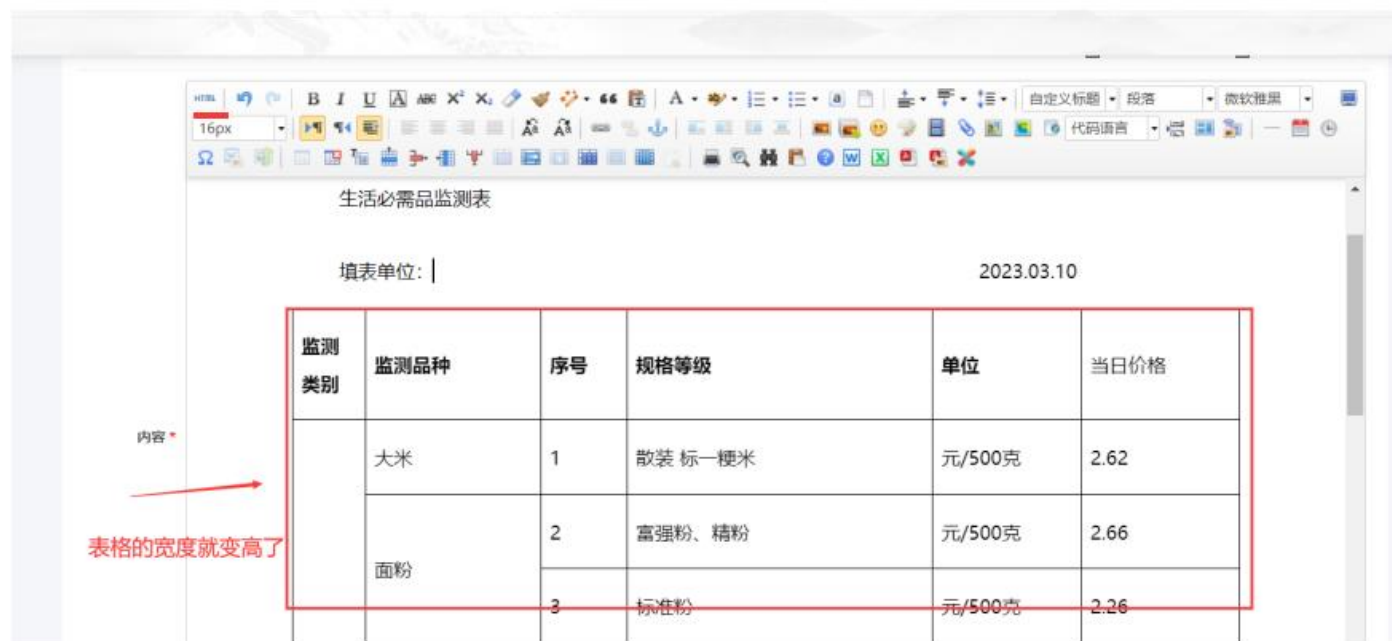 HTML B I U A ABC X² X₂ 66 A a 自定义标题 段落 微软雅黑
16px 代码语言
Ω W X
生活必需品监测表
填表单位： 2023.03.10
监测类别 监测品种 序号 规格等级 单位 当日价格
内容 *
大米 1 散装 标一粳米 元/500克 2.62
表格的宽度就变高了
面粉 2 富强粉、精粉 元/500克 2.66
3 标准粉 元/500克 2.26